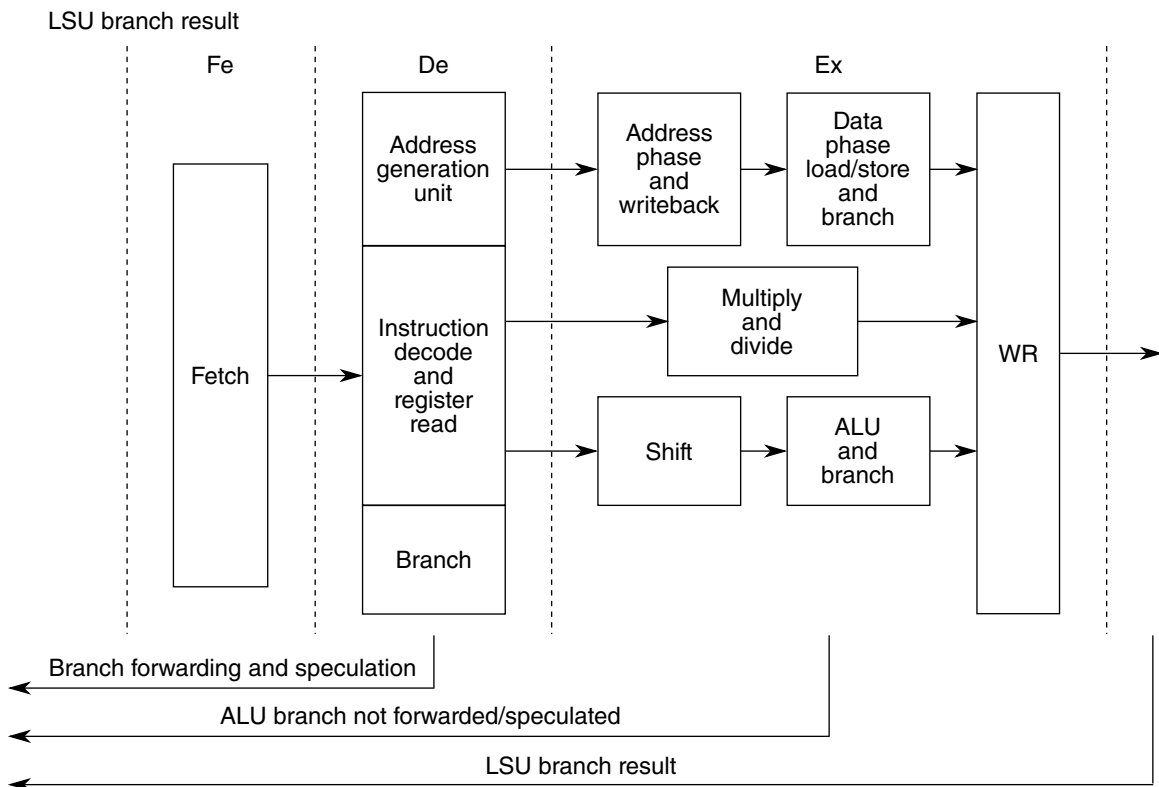 LSU branch result
Fe
De
Ex
Fetch
Address
generation
unit
Instruction
decode
and
register
read
Branch
Address
phase
and
writeback
Data
phase
load/store
and
branch
Multiply
and
divide
Shift
ALU
and
branch
WR
Branch forwarding and speculation
ALU branch not forwarded/speculated
LSU branch result